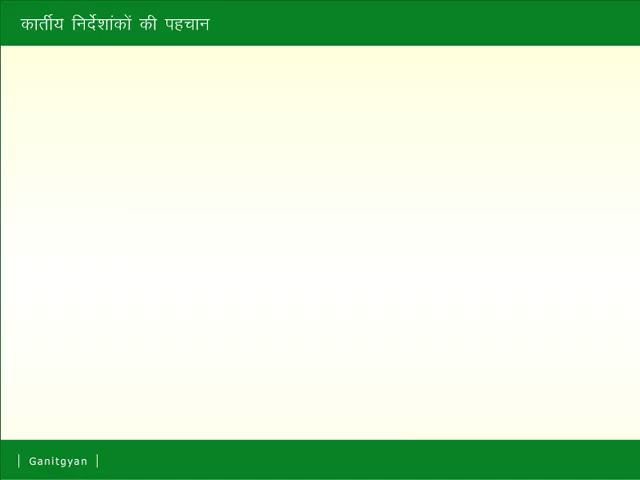 कार्तीय निर्देशांकों की पहचान
| Ganitgyan |